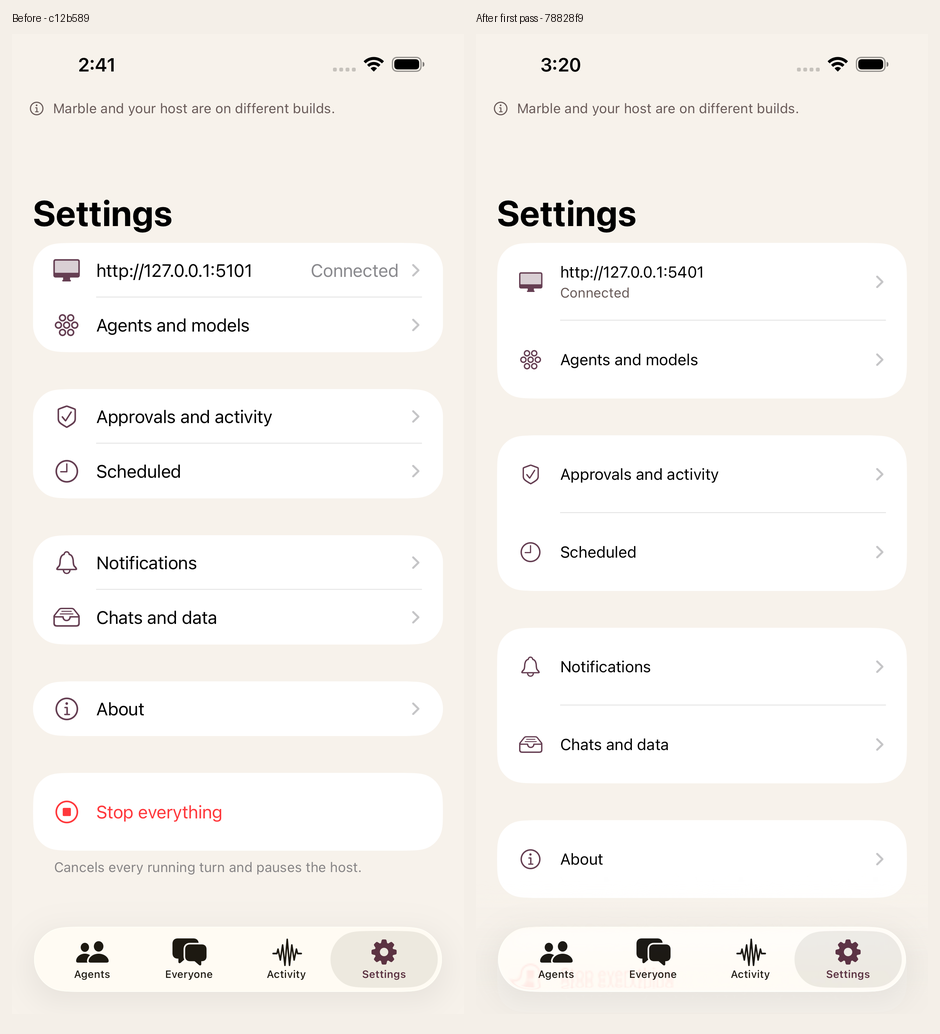 Before - c12b589
2:41
Marble and your host are on different builds.
Settings
http://127.0.0.1:5101 Connected
Agents and models
Approvals and activity
Scheduled
Notifications
Chats and data
About
Stop everything
Cancels every running turn and pauses the host.
Agents Everyone Activity Settings
After first pass - 78828f9
3:20
Marble and your host are on different builds.
Settings
http://127.0.0.1:5401
Connected
Agents and models
Approvals and activity
Scheduled
Notifications
Chats and data
About
Agents Everyone Activity Settings